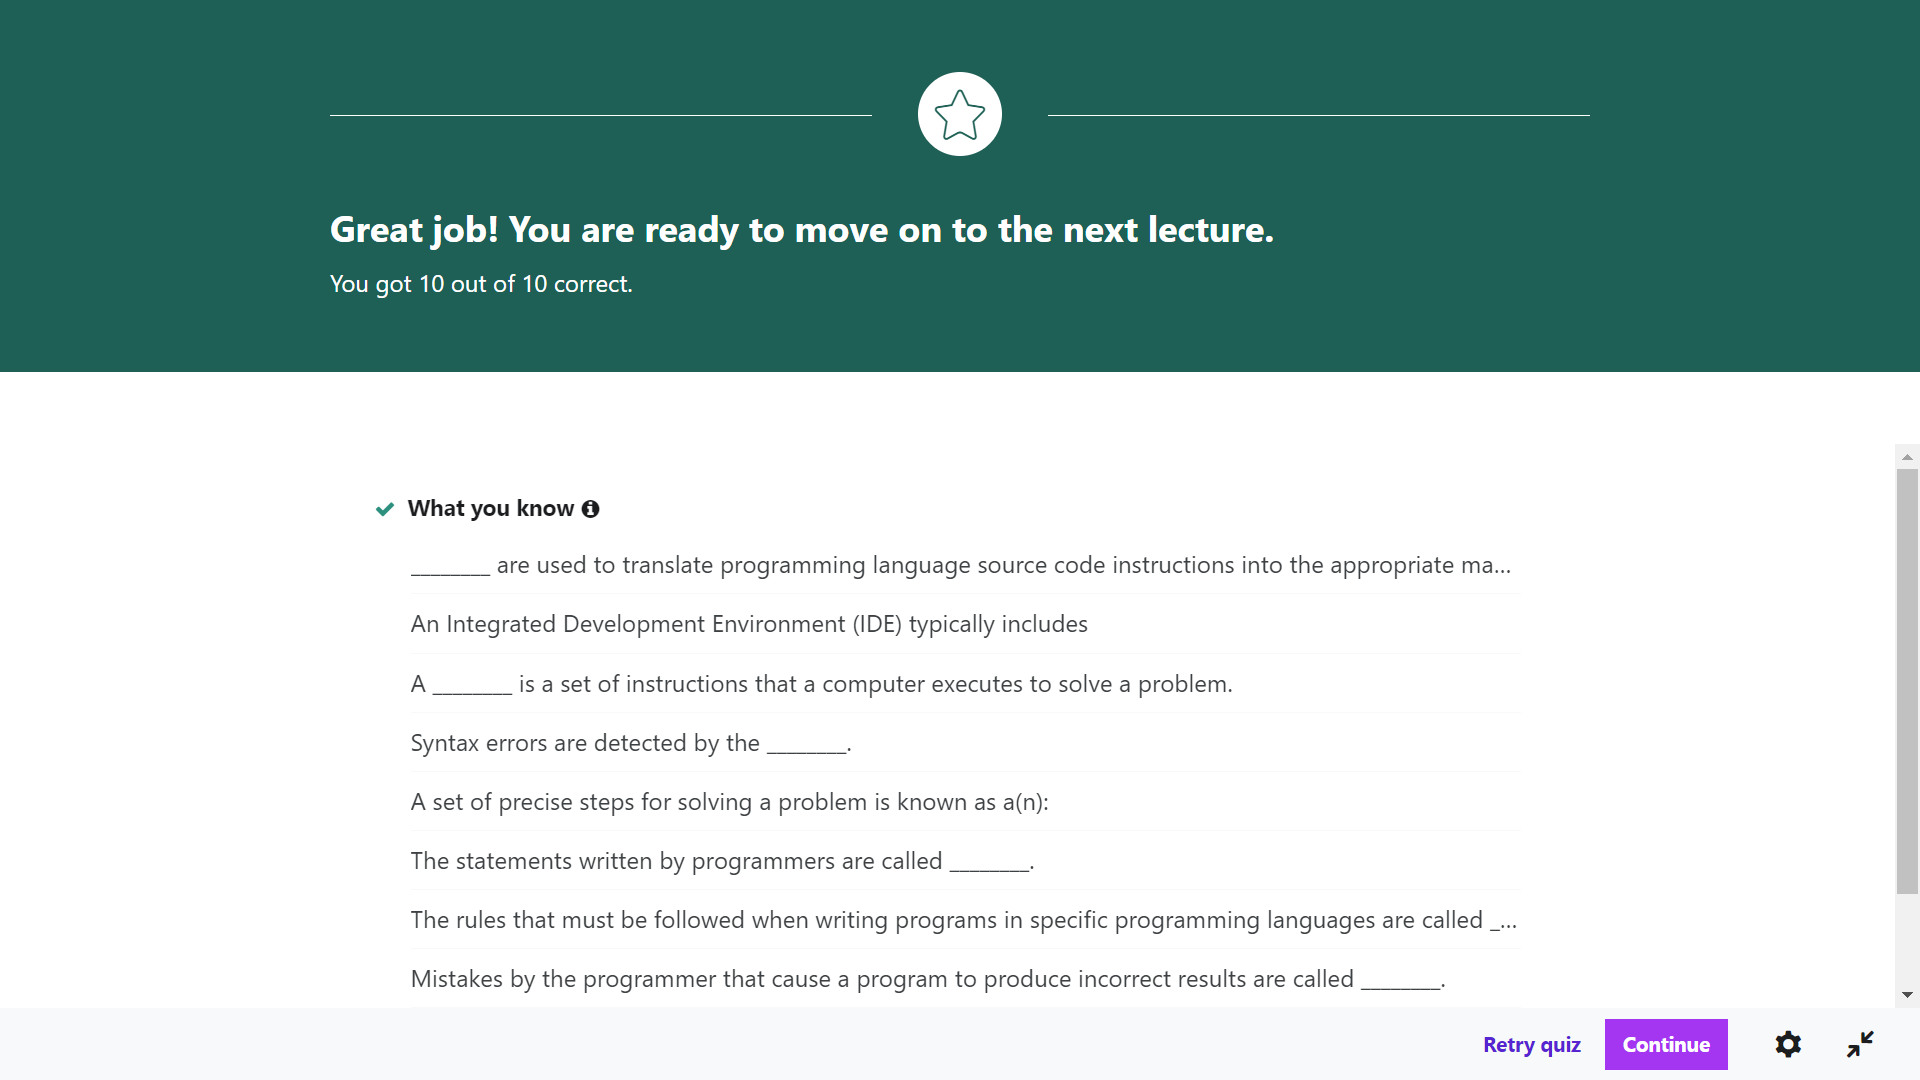 Great job! You are ready to move on to the next lecture.
You got 10 out of 10 correct.
What you know
________ are used to translate programming language source code instructions into the appropriate ma...
An Integrated Development Environment (IDE) typically includes
A ________ is a set of instructions that a computer executes to solve a problem.
Syntax errors are detected by the ________.
A set of precise steps for solving a problem is known as a(n):
The statements written by programmers are called ________.
The rules that must be followed when writing programs in specific programming languages are called _...
Mistakes by the programmer that cause a program to produce incorrect results are called ________.
Retry quiz
Continue